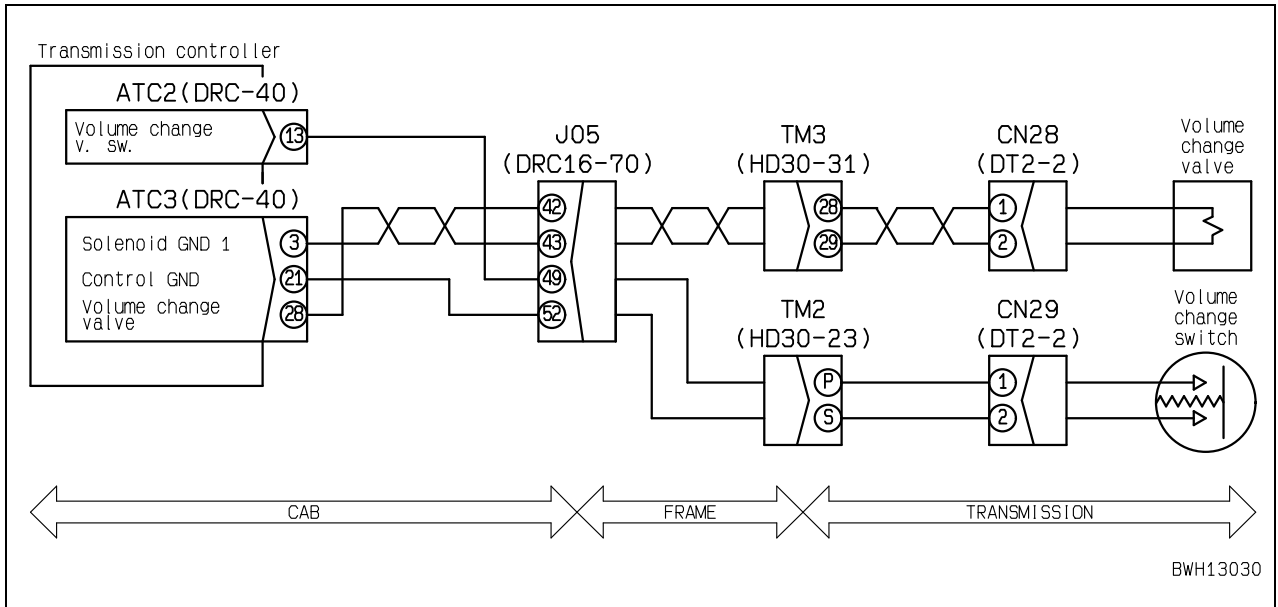 Transmission controller
ATC2(DRC-40)
Volume change
V. SW.
13
ATC3(DRC-40)
Solenoid GND 1
3
Control GND
21
Volume change
valve
28
J05
(DRC16-70)
42
43
49
52
TM3
(HD30-31)
28
29
CN28
(DT2-2)
1
2
Volume
change
valve
TM2
(HD30-23)
P
S
CN29
(DT2-2)
1
2
Volume
change
switch
CAB
FRAME
TRANSMISSION
BWH13030